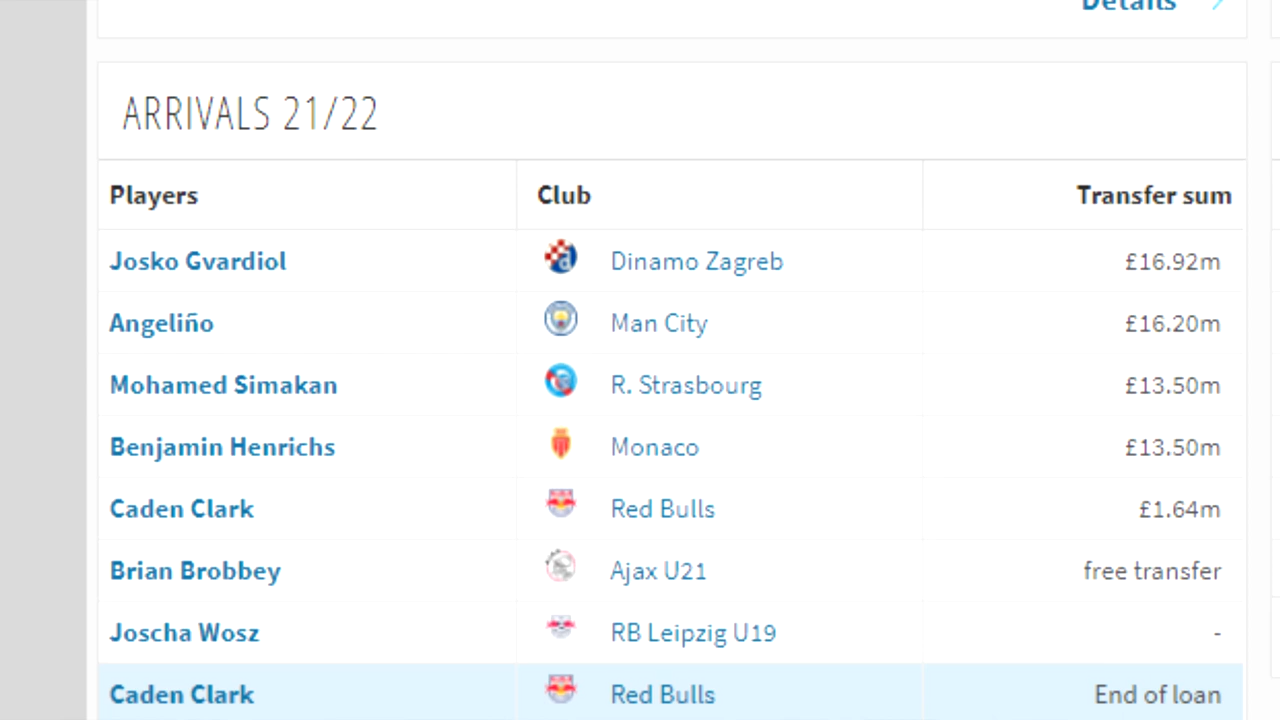 Details
ARRIVALS 21/22
Players Club Transfer sum
Josko Gvardiol Dinamo Zagreb £16.92m
Angeliño Man City £16.20m
Mohamed Simakan R. Strasbourg £13.50m
Benjamin Henrichs Monaco £13.50m
Caden Clark Red Bulls £1.64m
Brian Brobbey Ajax U21 free transfer
Joscha Wosz RB Leipzig U19 -
Caden Clark Red Bulls End of loan